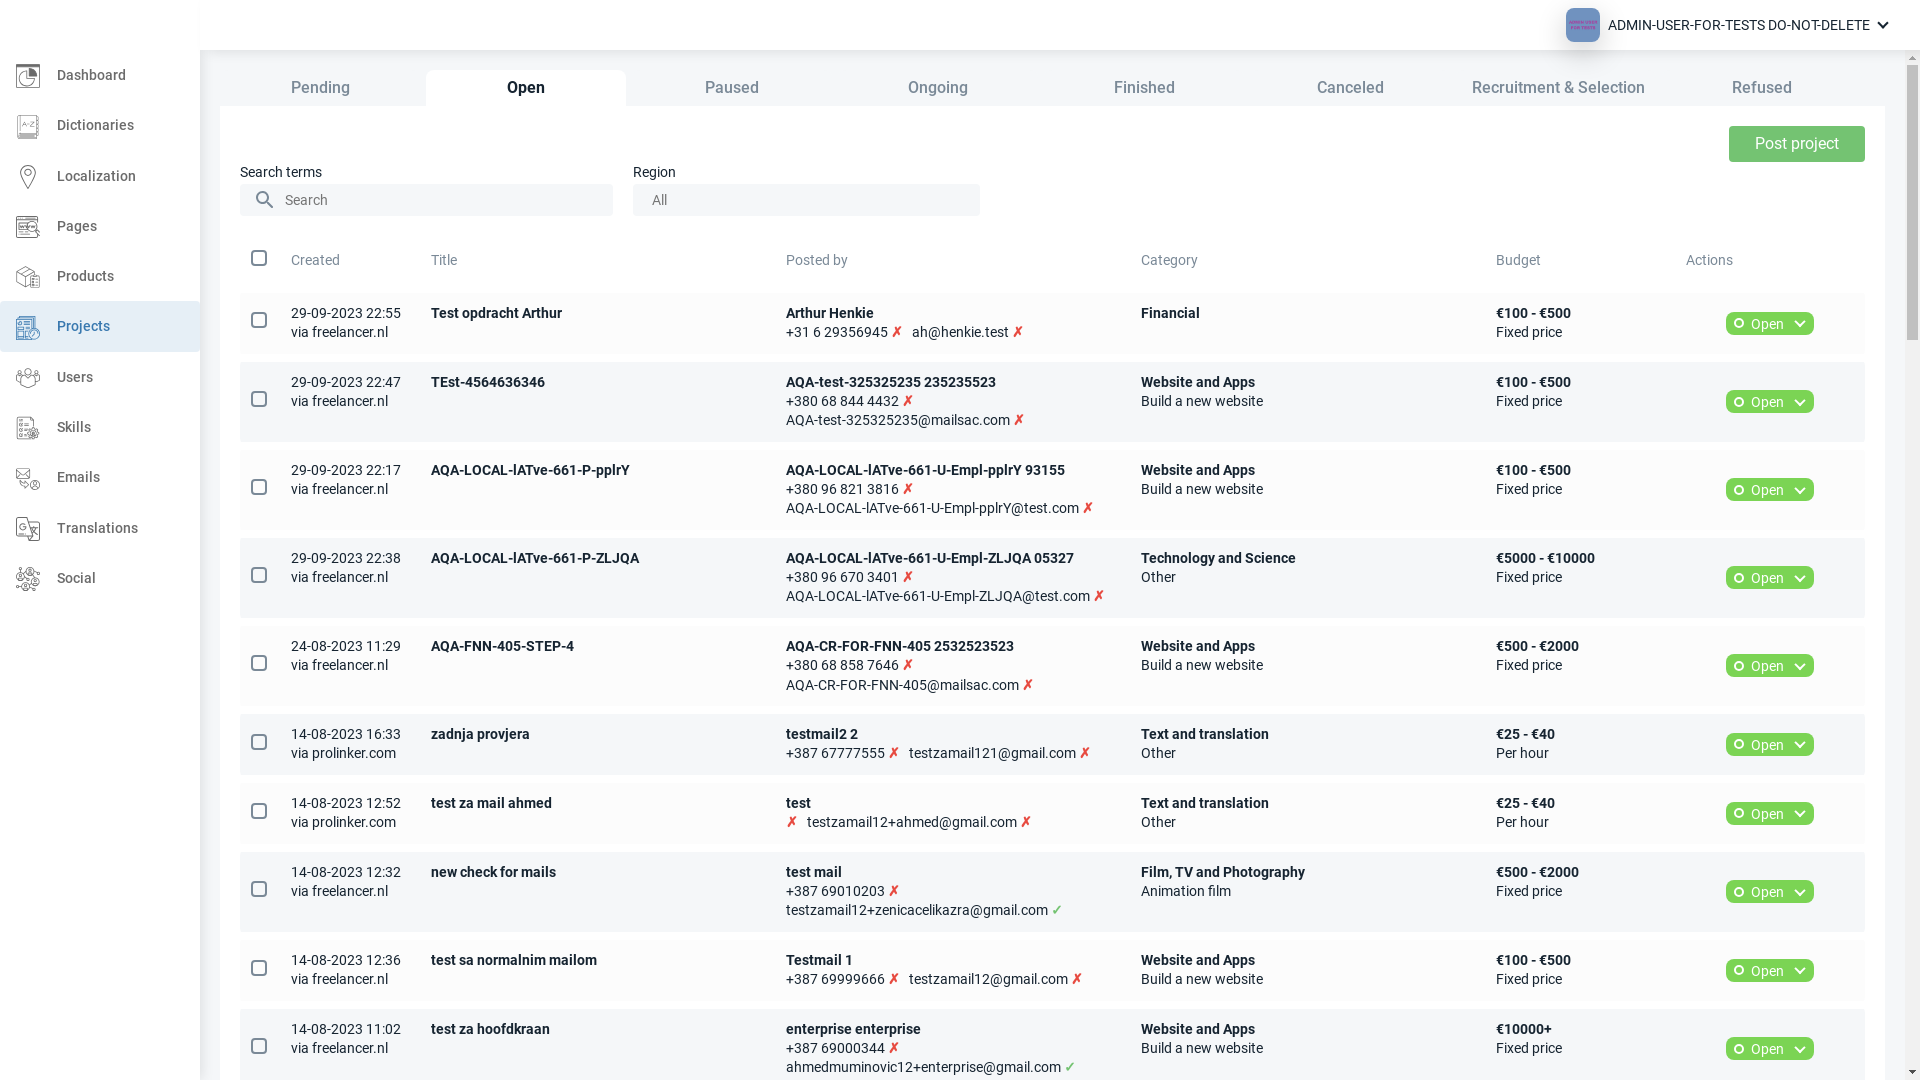 ADMIN-USER-FOR-TESTS DO-NOT-DELETE
Dashboard
Dictionaries
Localization
Pages
Products
Projects
Users
Skills
Emails
Translations
Social
Pending Open Paused Ongoing Finished Canceled Recruitment & Selection Refused
Post project
Search terms Region
Search All
Created Title Posted by Category Budget Actions
29-09-2023 22:55 Test opdracht Arthur Arthur Henkie Financial €100 - €500
via freelancer.nl +31 6 29356945 ✗ ah@henkie.test ✗ Fixed price Open
29-09-2023 22:47 TEst-4564636346 AQA-test-325325235 235235523 Website and Apps €100 - €500
via freelancer.nl +380 68 844 4432 ✗ Build a new website Fixed price Open
AQA-test-325325235@mailsac.com ✗
29-09-2023 22:17 AQA-LOCAL-lATve-661-P-pplrY AQA-LOCAL-lATve-661-U-Empl-pplrY 93155 Website and Apps €100 - €500
via freelancer.nl +380 96 821 3816 ✗ Build a new website Fixed price Open
AQA-LOCAL-lATve-661-U-Empl-pplrY@test.com ✗
29-09-2023 22:38 AQA-LOCAL-lATve-661-P-ZLJQA AQA-LOCAL-lATve-661-U-Empl-ZLJQA 05327 Technology and Science €5000 - €10000
via freelancer.nl +380 96 670 3401 ✗ Other Fixed price Open
AQA-LOCAL-lATve-661-U-Empl-ZLJQA@test.com ✗
24-08-2023 11:29 AQA-FNN-405-STEP-4 AQA-CR-FOR-FNN-405 2532523523 Website and Apps €500 - €2000
via freelancer.nl +380 68 858 7646 ✗ Build a new website Fixed price Open
AQA-CR-FOR-FNN-405@mailsac.com ✗
14-08-2023 16:33 zadnja provjera testmail2 2 Text and translation €25 - €40
via prolinker.com +387 67777555 ✗ testzamail121@gmail.com ✗ Other Per hour Open
14-08-2023 12:52 test za mail ahmed test Text and translation €25 - €40
via prolinker.com ✗ testzamail12+ahmed@gmail.com ✗ Other Per hour Open
14-08-2023 12:32 new check for mails test mail Film, TV and Photography €500 - €2000
via freelancer.nl +387 69010203 ✗ Animation film Fixed price Open
testzamail12+zenicacelikazra@gmail.com ✓
14-08-2023 12:36 test sa normalnim mailom Testmail 1 Website and Apps €100 - €500
via freelancer.nl +387 69999666 ✗ testzamail12@gmail.com ✗ Build a new website Fixed price Open
14-08-2023 11:02 test za hoofdkraan enterprise enterprise Website and Apps €10000+
via freelancer.nl +387 69000344 ✗ Build a new website Fixed price Open
ahmedmuminovic12+enterprise@gmail.com ✓